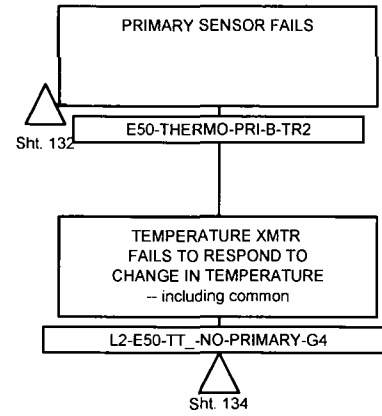 PRIMARY SENSOR FAILS
Sht. 132
E50-THERMO-PRI-B-TR2
TEMPERATURE XMTR
FAILS TO RESPOND TO
CHANGE IN TEMPERATURE
-- including common
L2-E50-TT_-NO-PRIMARY-G4
Sht. 134